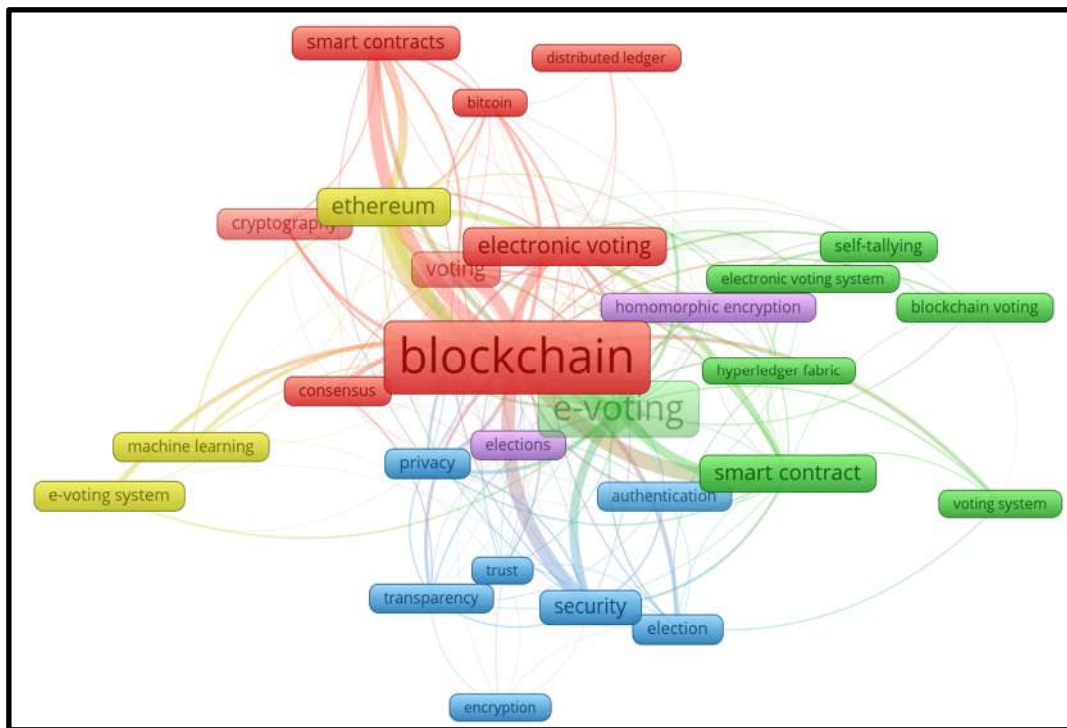 smart contracts
distributed ledger
bitcoin
ethereum
cryptography
electronic voting
self-tallying
voting
electronic voting system
homomorphic encryption
blockchain voting
blockchain
hyperledger fabric
consensus
e-voting
machine learning
elections
privacy
smart contract
e-voting system
authentication
voting system
trust
transparency
security
election
encryption